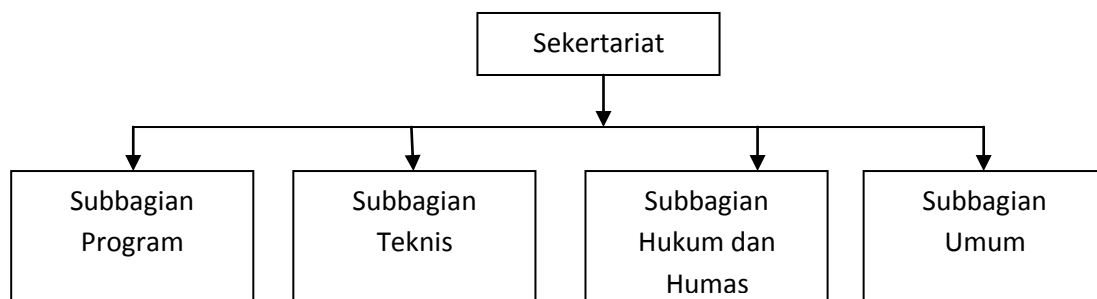 Sekertariat
Subbagian
Program
Subbagian
Teknis
Subbagian
Hukum dan
Humas
Subbagian
Umum